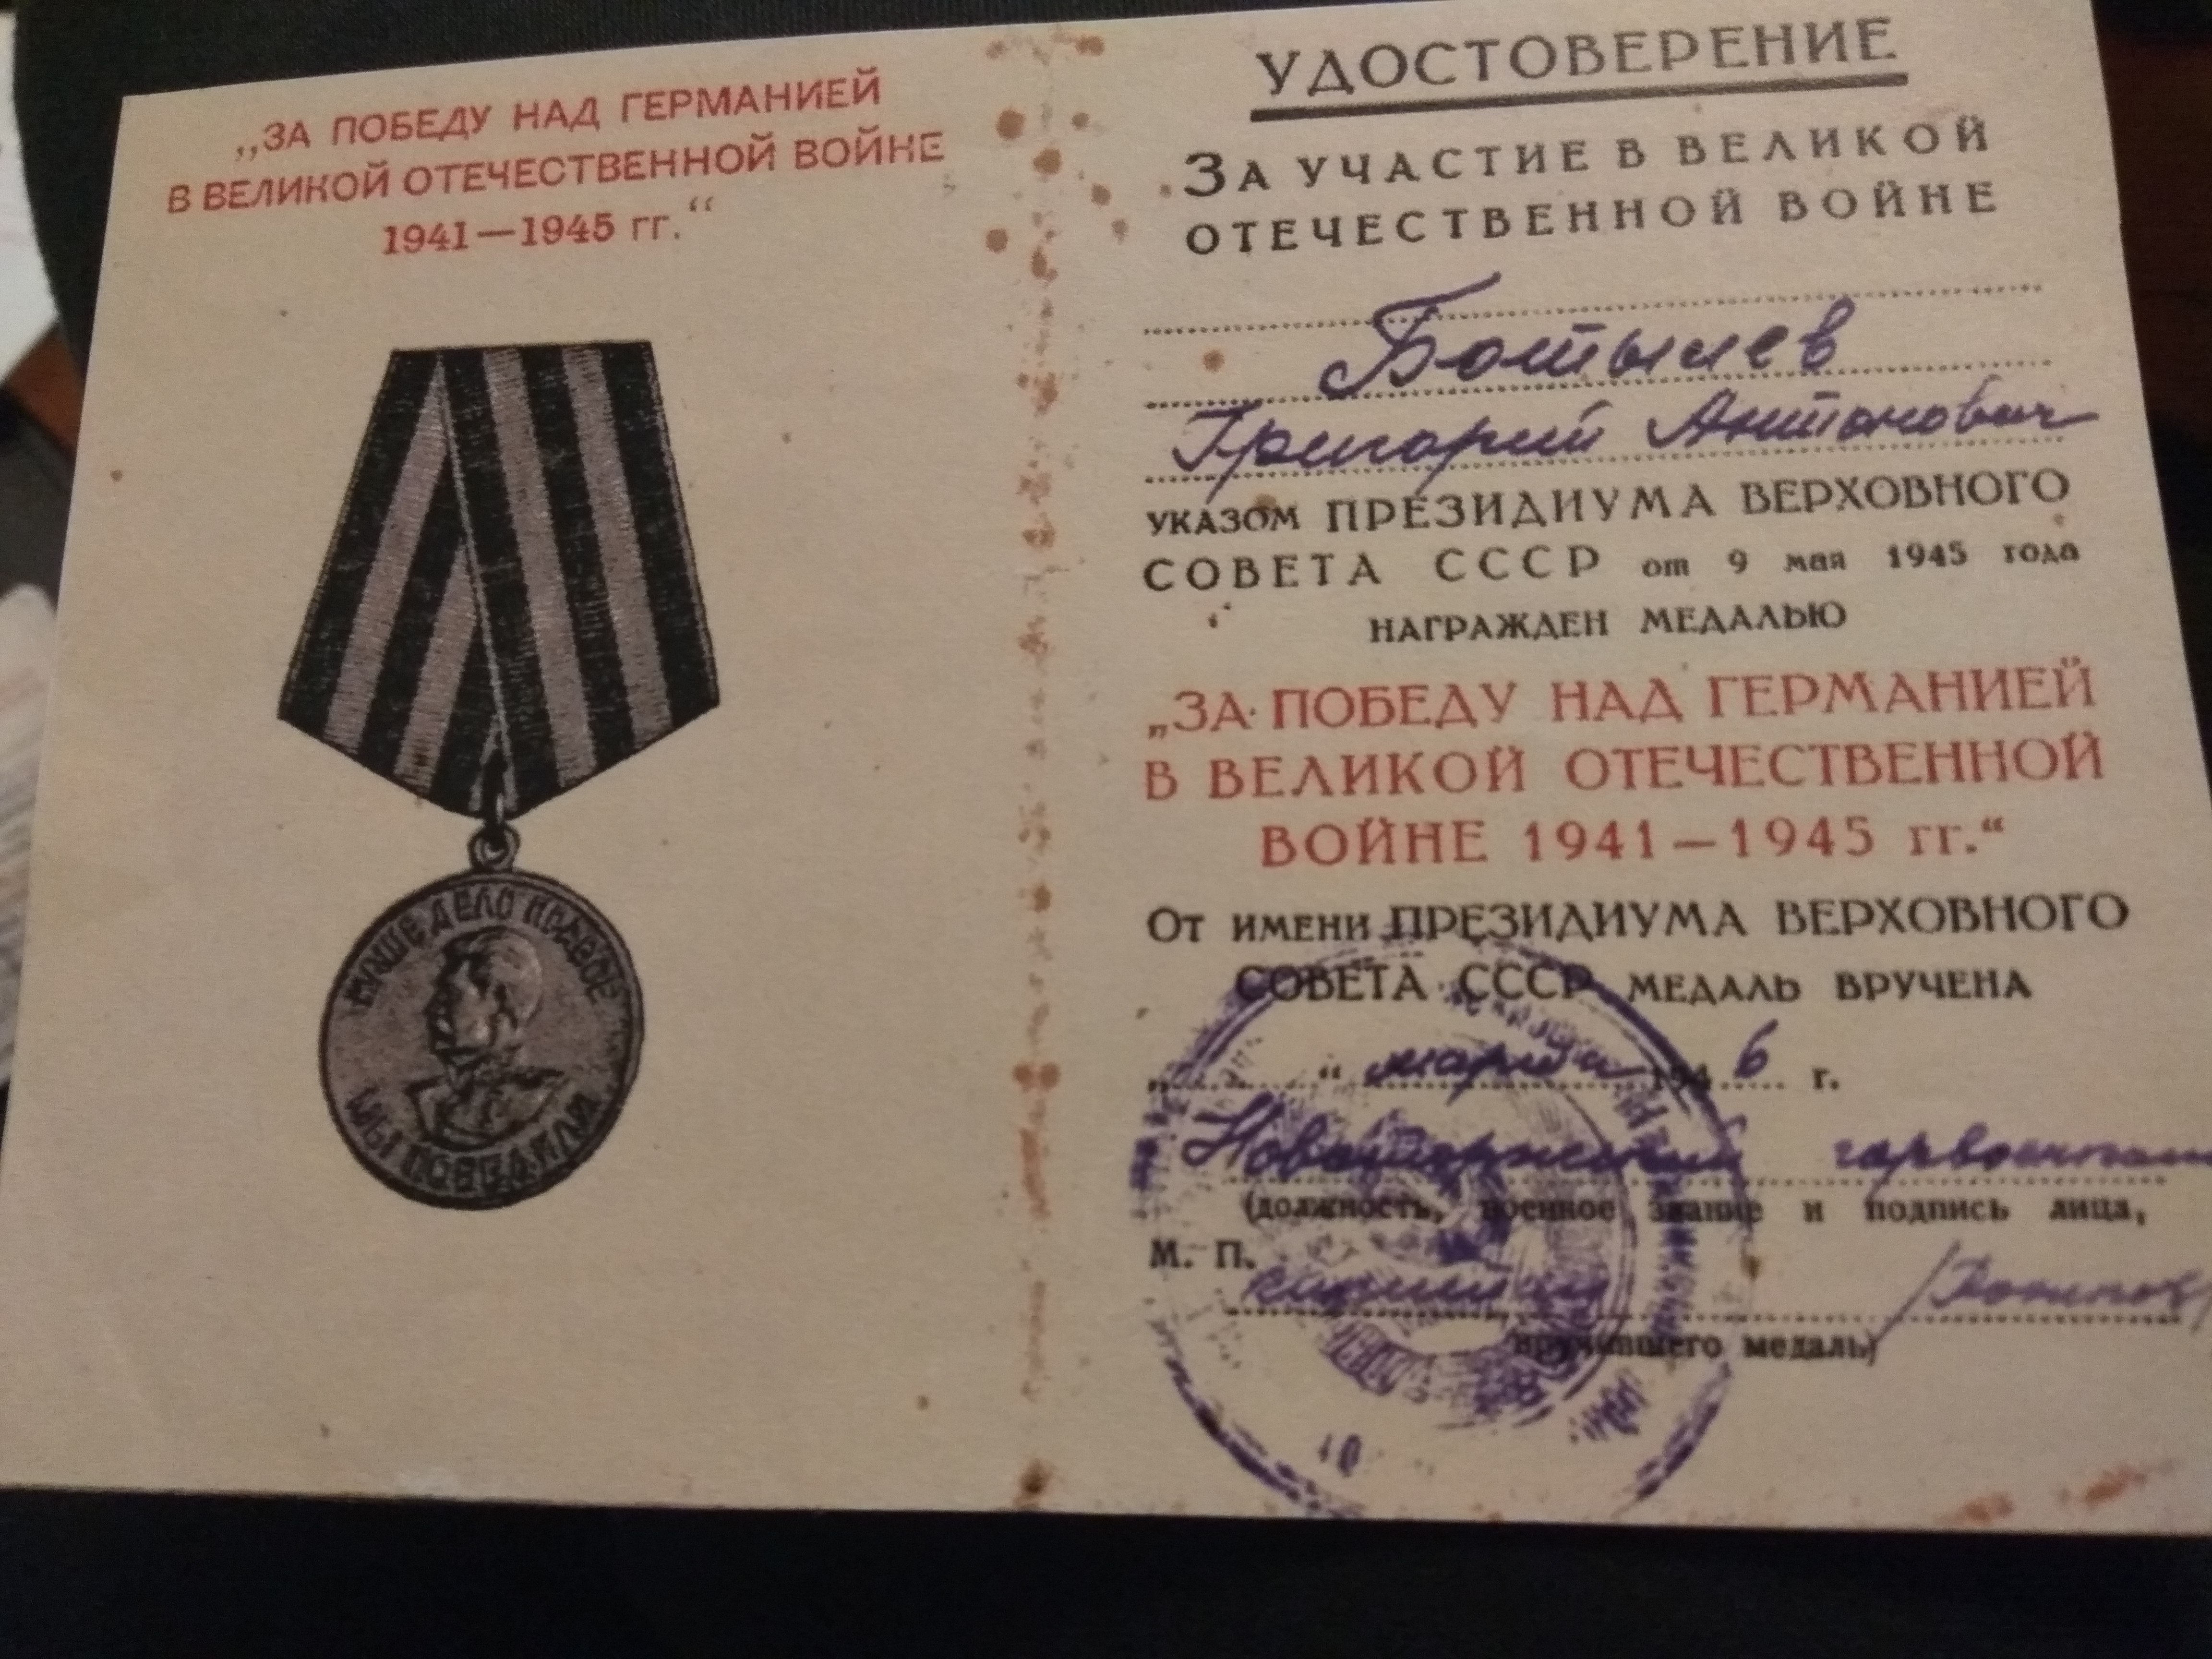 „ЗА ПОБЕДУ НАД ГЕРМАНИЕЙ
В ВЕЛИКОЙ ОТЕЧЕСТВЕННОЙ ВОЙНЕ
1941—1945 гг.“
НАШЕ ДЕЛО ПРАВОЕ
МЫ ПОБЕДИЛИ
УДОСТОВЕРЕНИЕ
ЗА УЧАСТИЕ В ВЕЛИКОЙ
ОТЕЧЕСТВЕННОЙ ВОЙНЕ
Григорий Антонович
УКАЗОМ ПРЕЗИДИУМА ВЕРХОВНОГО
СОВЕТА СССР от 9 мая 1945 года
НАГРАЖДЕН МЕДАЛЬЮ
„ЗА ПОБЕДУ НАД ГЕРМАНИЕЙ
В ВЕЛИКОЙ ОТЕЧЕСТВЕННОЙ
ВОЙНЕ 1941—1945 гг.“
ОТ ИМЕНИ ПРЕЗИДИУМА ВЕРХОВНОГО
СОВЕТА СССР МЕДАЛЬ ВРУЧЕНА
„ “ марта 1946 г.
(должность, военное звание и подпись лица,
М. П.
вручившего медаль)